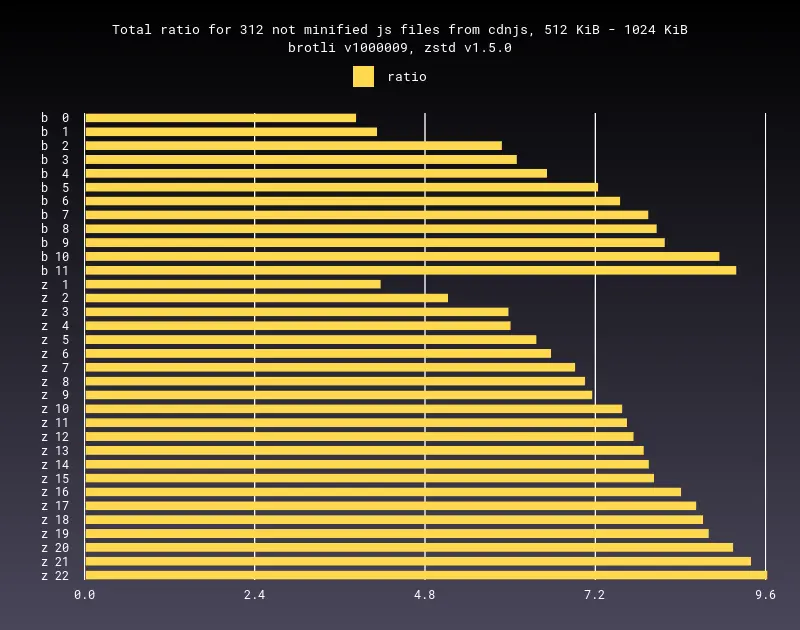 Total ratio for 312 not minified js files from cdnjs, 512 KiB - 1024 KiB
brotli v1000009, zstd v1.5.0
ratio
b 0
b 1
b 2
b 3
b 4
b 5
b 6
b 7
b 8
b 9
b 10
b 11
z 1
z 2
z 3
z 4
z 5
z 6
z 7
z 8
z 9
z 10
z 11
z 12
z 13
z 14
z 15
z 16
z 17
z 18
z 19
z 20
z 21
z 22
0.0 2.4 4.8 7.2 9.6